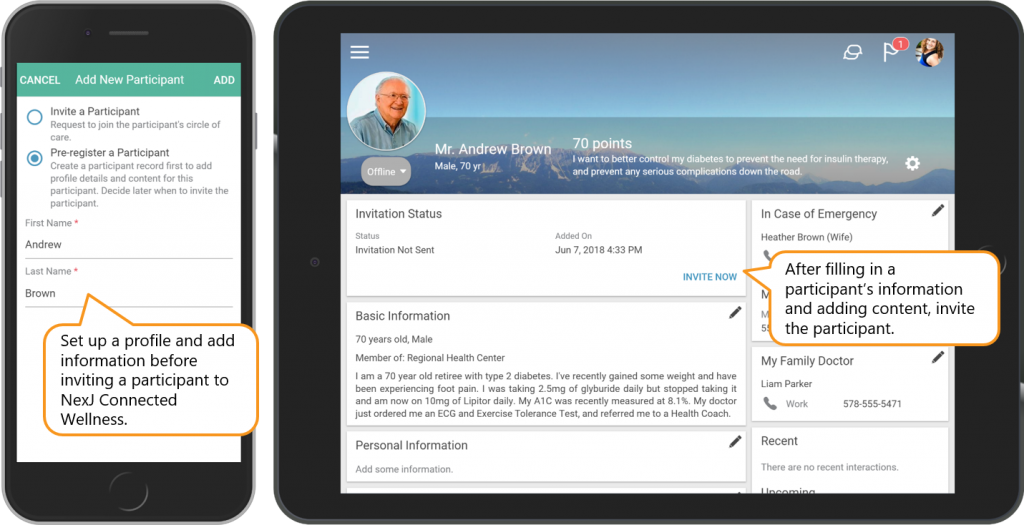 CANCEL Add New Participant ADD
Invite a Participant
Request to join the participant's circle of
care.
Pre-register a Participant
Create a participant record first to add
profile details and content for this
participant. Decide later when to invite the
participant.
First Name *
Andrew
Last Name *
Brown
Set up a profile and add
information before
inviting a participant to
NexJ Connected
Wellness.
1
Offline
Mr. Andrew Brown
Male, 70 yr
70 points
I want to better control my diabetes to prevent the need for insulin therapy,
and prevent any serious complications down the road.
Invitation Status
Status Added On
Invitation Not Sent Jun 7, 2018 4:33 PM
INVITE NOW
Basic Information
70 years old, Male
Member of: Regional Health Center
I am a 70 year old retiree with type 2 diabetes. I've recently gained some weight and have
been experiencing foot pain. I was taking 2.5mg of glyburide daily but stopped taking it
and am now on 10mg of Lipitor daily. My A1C was recently measured at 8.1%. My doctor
just ordered me an ECG and Exercise Tolerance Test, and referred me to a Health Coach.
Personal Information
Add some information.
In Case of Emergency
Heather Brown (Wife)
After filling in a
participant's information
and adding content, invite
the participant.
My Family Doctor
Liam Parker
Work 578-555-5471
Recent
There are no recent interactions.
Upcoming